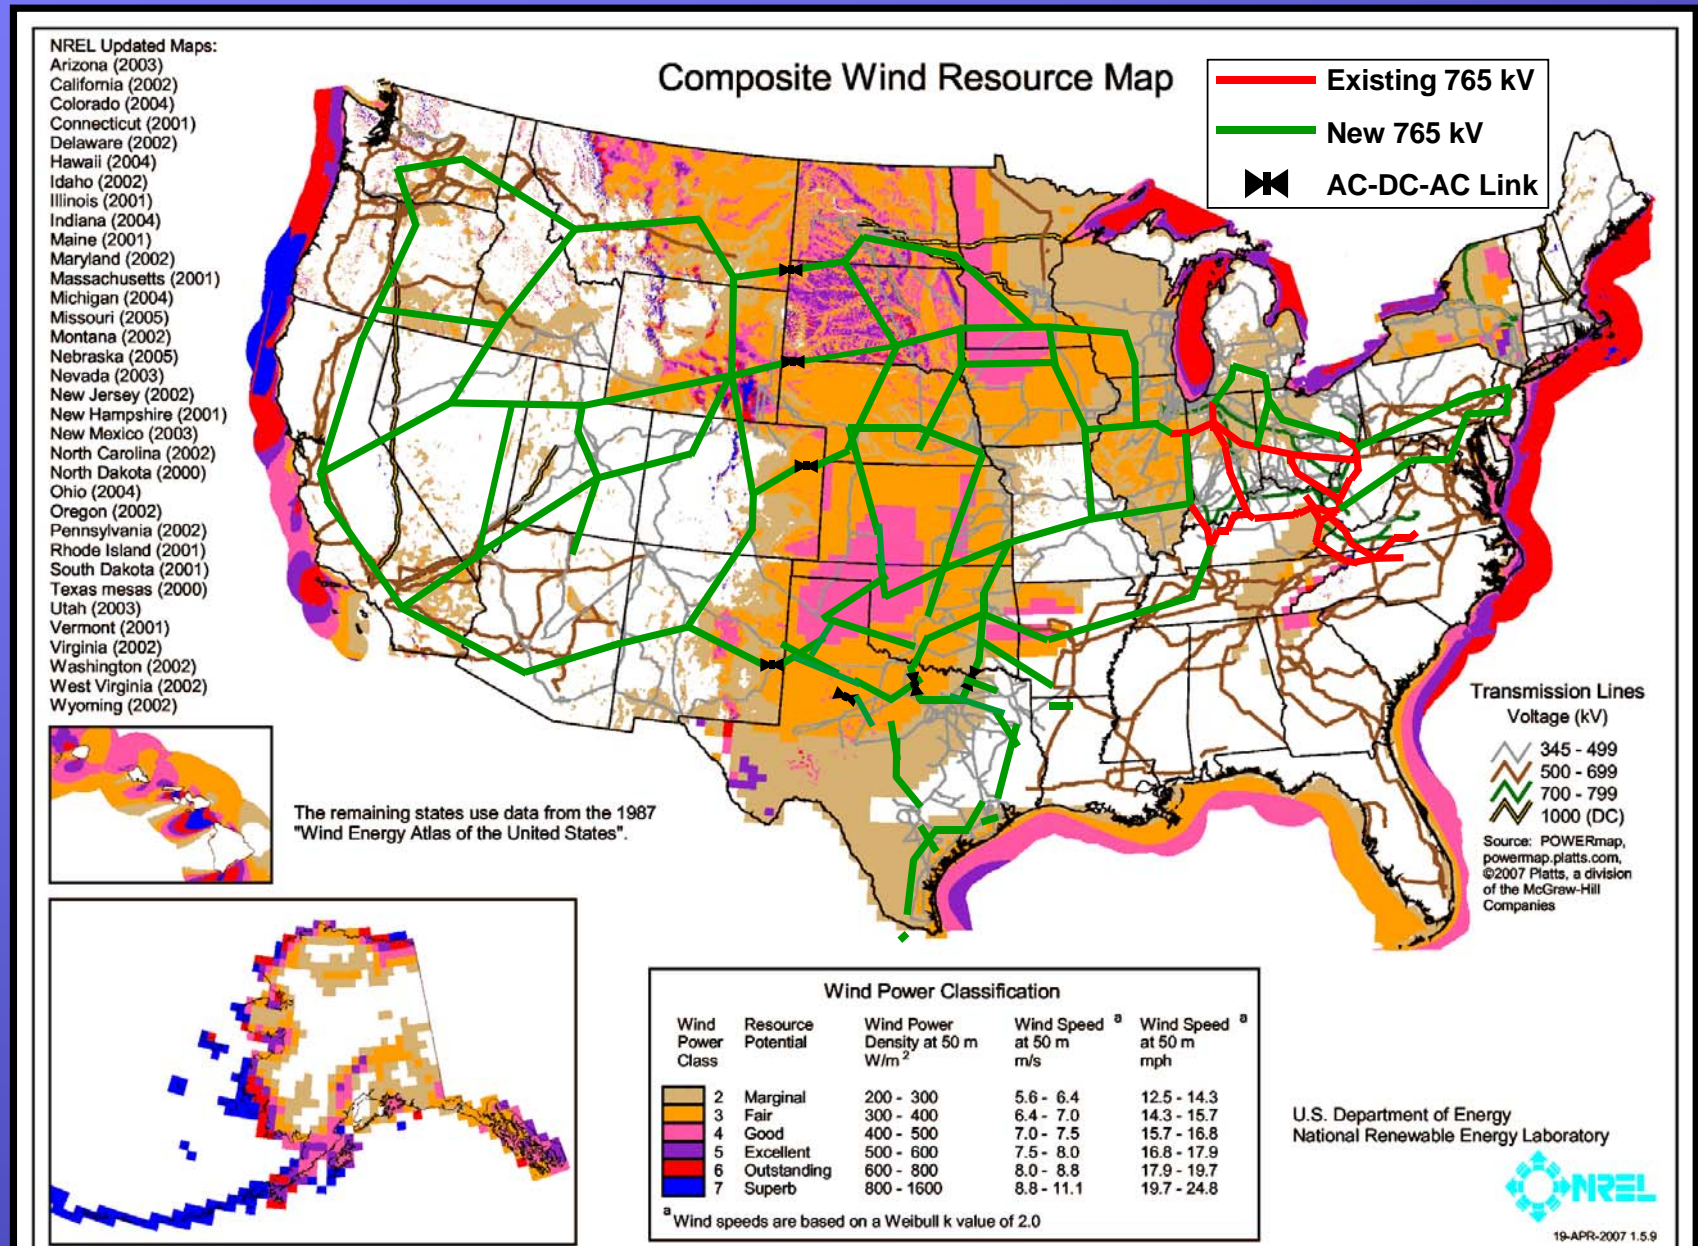 NREL Updated Maps:
Arizona (2003)
California (2002)
Colorado (2004)
Connecticut (2001)
Delaware (2002)
Hawaii (2004)
Idaho (2002)
Illinois (2001)
Indiana (2004)
Maine (2001)
Maryland (2002)
Massachusetts (2001)
Michigan (2004)
Missouri (2005)
Montana (2002)
Nebraska (2005)
Nevada (2003)
New Jersey (2002)
New Hampshire (2001)
New Mexico (2003)
North Carolina (2002)
North Dakota (2000)
Ohio (2004)
Oregon (2002)
Pennsylvania (2002)
Rhode Island (2001)
South Dakota (2001)
Texas mesas (2000)
Utah (2003)
Vermont (2001)
Virginia (2002)
Washington (2002)
West Virginia (2002)
Wyoming (2002)
Composite Wind Resource Map
Existing 765 kV
New 765 kV
AC-DC-AC Link
Transmission Lines
Voltage (kV)
345 - 499
500 - 699
700 - 799
1000 (DC)
Source: POWERmap,
powermap.platts.com,
©2007 Platts, a division
of the McGraw-Hill
Companies
The remaining states use data from the 1987
"Wind Energy Atlas of the United States".
Wind Power Classification
Wind Resource Wind Power Wind Speed a Wind Speed a
Power Potential Density at 50 m at 50 m at 50 m
Class W/m 2 m/s mph
2 Marginal 200 - 300 5.6 - 6.4 12.5 - 14.3
3 Fair 300 - 400 6.4 - 7.0 14.3 - 15.7
4 Good 400 - 500 7.0 - 7.5 15.7 - 16.8
5 Excellent 500 - 600 7.5 - 8.0 16.8 - 17.9
6 Outstanding 600 - 800 8.0 - 8.8 17.9 - 19.7
7 Superb 800 - 1600 8.8 - 11.1 19.7 - 24.8
a Wind speeds are based on a Weibull k value of 2.0
U.S. Department of Energy
National Renewable Energy Laboratory
NREL
19-APR-2007 1.5.9